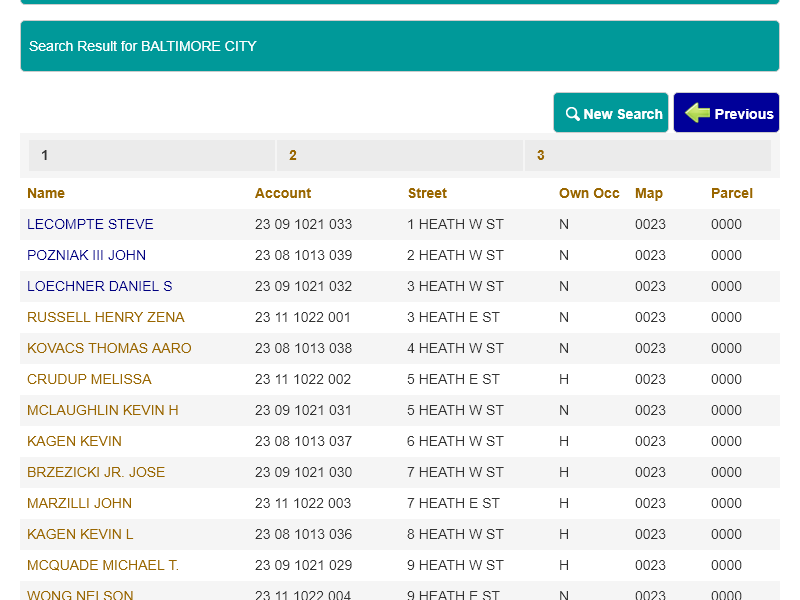 Search Result for BALTIMORE CITY
New Search Previous
1 2 3
Name Account Street Own Occ Map Parcel
LECOMPTE STEVE 23 09 1021 033 1 HEATH W ST N 0023 0000
POZNIAK III JOHN 23 08 1013 039 2 HEATH W ST N 0023 0000
LOECHNER DANIEL S 23 09 1021 032 3 HEATH W ST N 0023 0000
RUSSELL HENRY ZENA 23 11 1022 001 3 HEATH E ST N 0023 0000
KOVACS THOMAS AARO 23 08 1013 038 4 HEATH W ST N 0023 0000
CRUDUP MELISSA 23 11 1022 002 5 HEATH E ST H 0023 0000
MCLAUGHLIN KEVIN H 23 09 1021 031 5 HEATH W ST N 0023 0000
KAGEN KEVIN 23 08 1013 037 6 HEATH W ST H 0023 0000
BRZEZICKI JR. JOSE 23 09 1021 030 7 HEATH W ST H 0023 0000
MARZILLI JOHN 23 11 1022 003 7 HEATH E ST H 0023 0000
KAGEN KEVIN L 23 08 1013 036 8 HEATH W ST H 0023 0000
MCQUADE MICHAEL T. 23 09 1021 029 9 HEATH W ST H 0023 0000
WONG NELSON 23 11 1022 004 9 HEATH E ST N 0023 0000